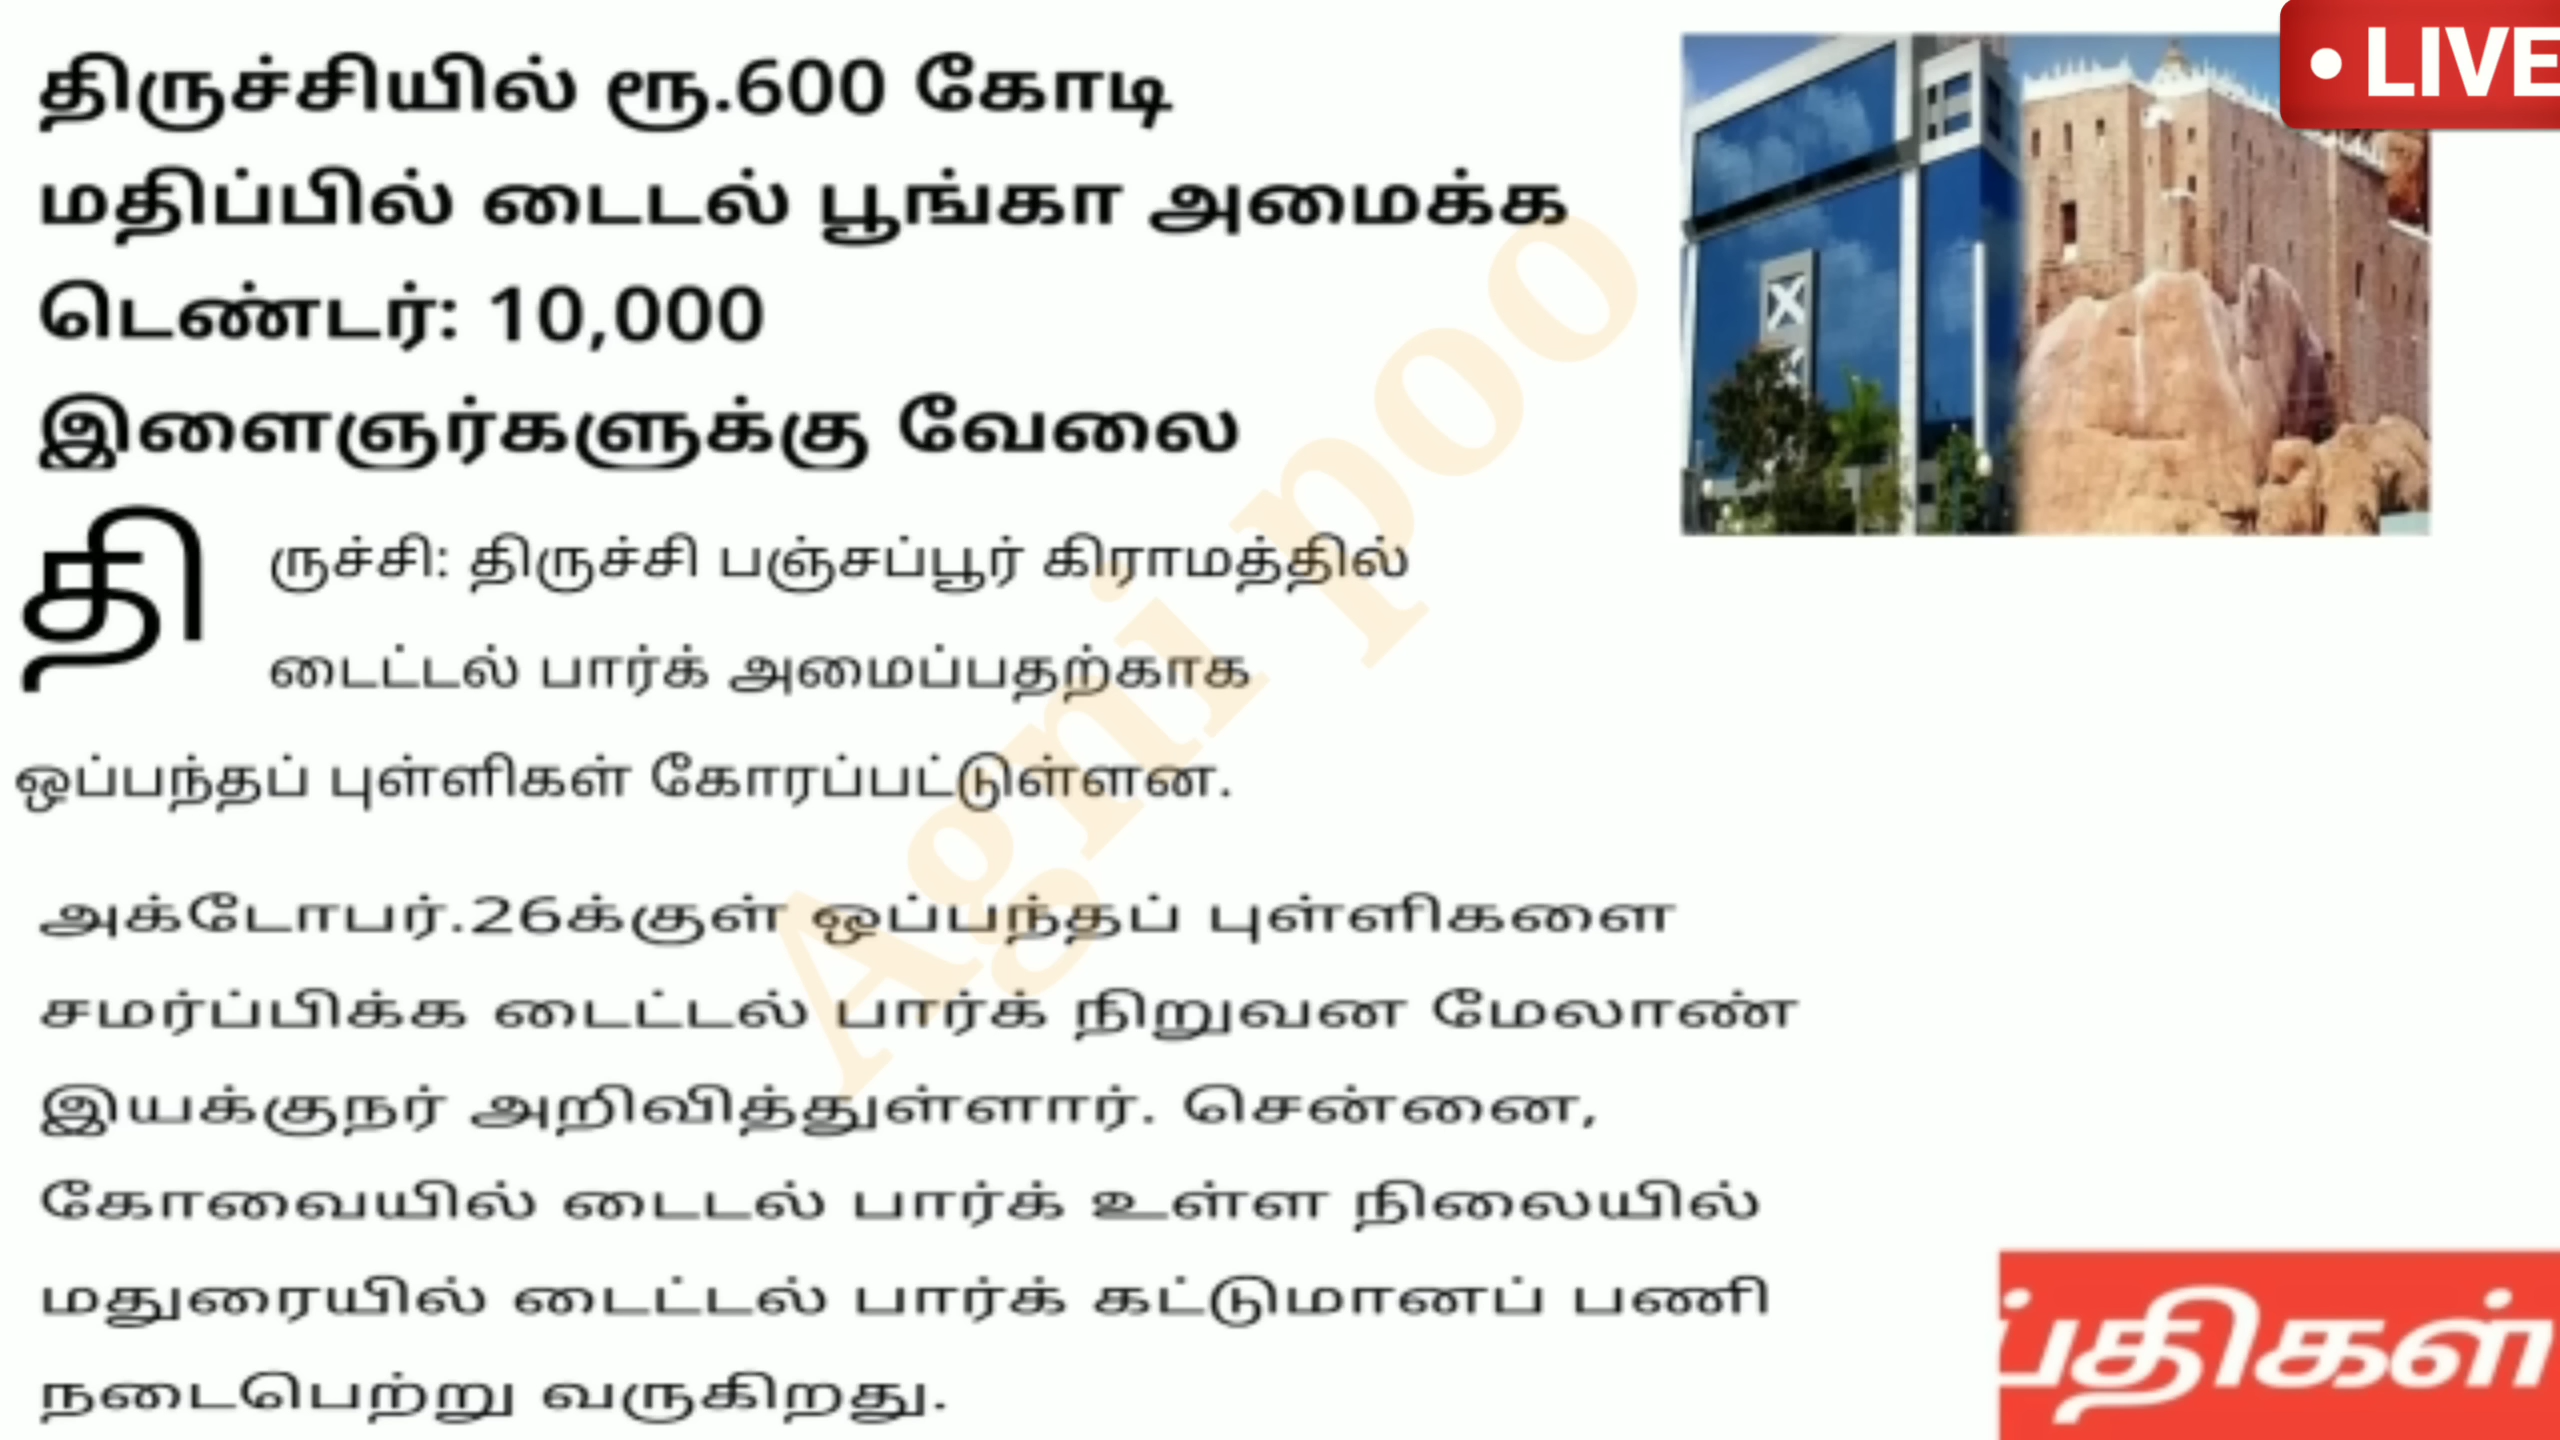 திருச்சியில் ரூ.600 கோடி
மதிப்பில் டைடல் பூங்கா அமைக்க
டெண்டர்: 10,000
இளைஞர்களுக்கு வேலை
திருச்சி: திருச்சி பஞ்சப்பூர் கிராமத்தில்
டைட்டல் பார்க் அமைப்பதற்காக
ஒப்பந்தப் புள்ளிகள் கோரப்பட்டுள்ளன.
அக்டோபர்.26க்குள் ஒப்பந்தப் புள்ளிகளை
சமர்ப்பிக்க டைட்டல் பார்க் நிறுவன மேலாண்
இயக்குநர் அறிவித்துள்ளார். சென்னை,
கோவையில் டைடல் பார்க் உள்ள நிலையில்
மதுரையில் டைட்டல் பார்க் கட்டுமானப் பணி
நடைபெற்று வருகிறது.
• LIVE
Agni poo
ப்திகள்